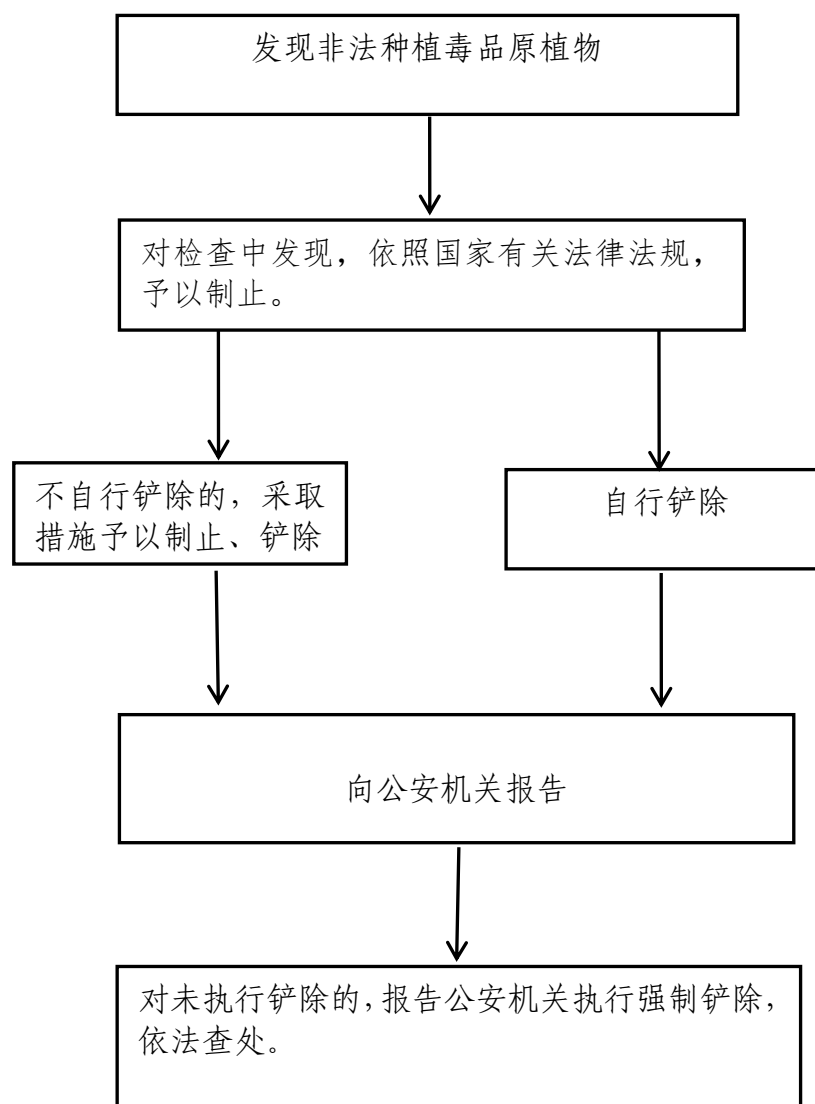 发现非法种植毒品原植物
对检查中发现，依照国家有关法律法规，
予以制止。
不自行铲除的，采取
措施予以制止、铲除
自行铲除
向公安机关报告
对未执行铲除的，报告公安机关执行强制铲除，
依法查处。